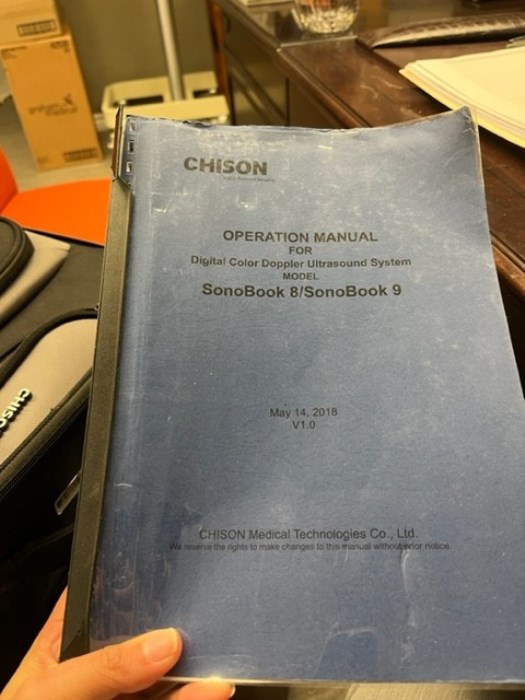 CHISON
OPERATION MANUAL
FOR
Digital Color Doppler Ultrasound System
MODEL
SonoBook 8/SonoBook 9
May 14, 2018
V1.0
CHISON Medical Technologies Co., Ltd.
We reserve the rights to make changes to this manual without prior notice.
CHISO